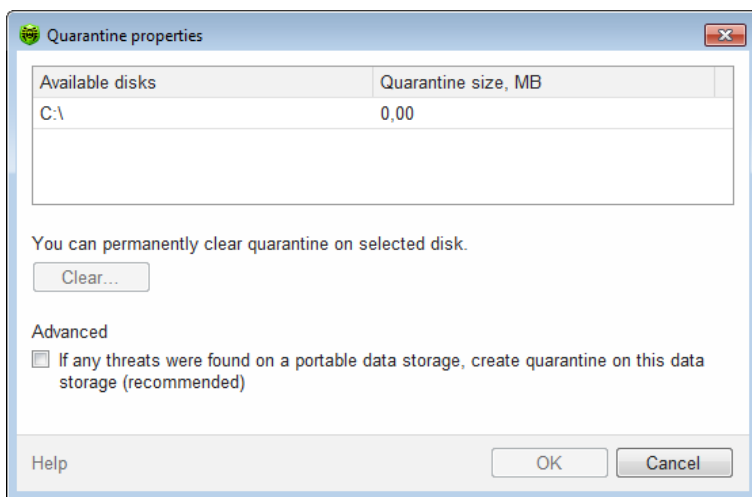 Quarantine properties
Available disks Quarantine size, MB
C:\ 0,00
You can permanently clear quarantine on selected disk.
Clear...
Advanced
If any threats were found on a portable data storage, create quarantine on this data
storage (recommended)
Help OK Cancel